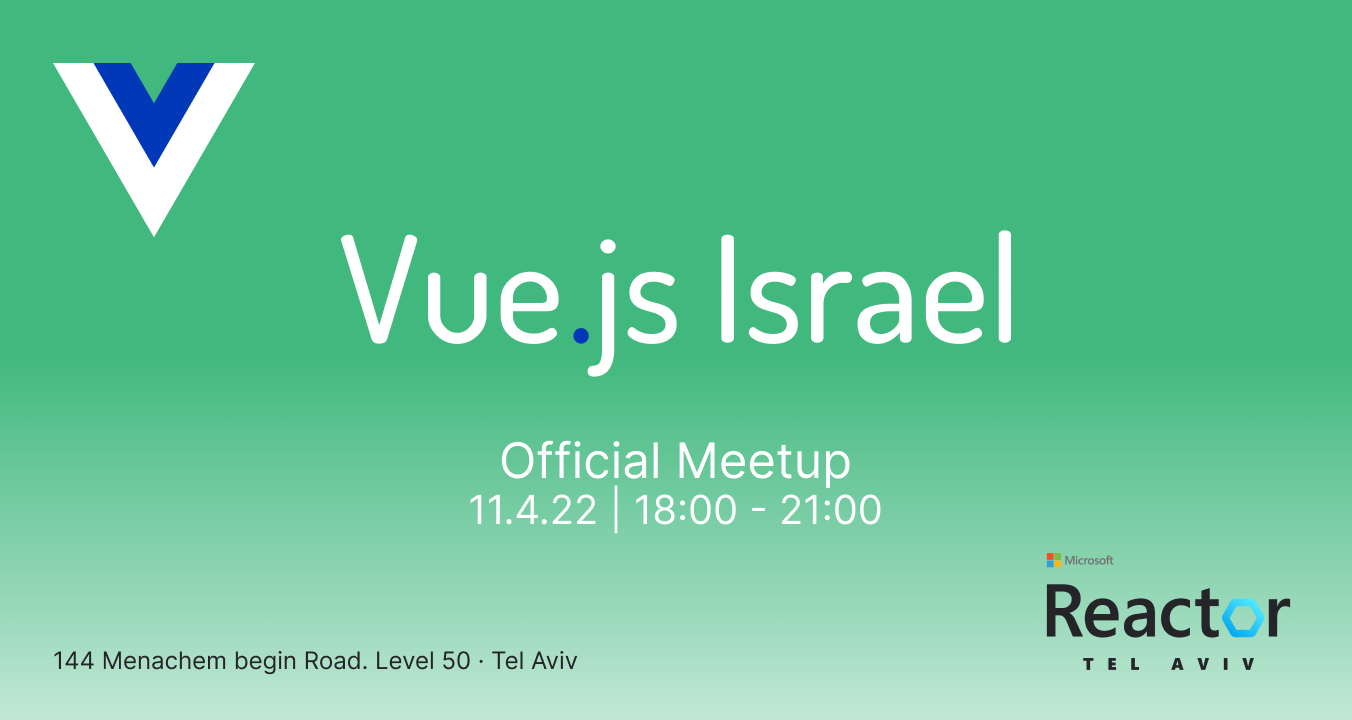 Vue.js Israel
Official Meetup
11.4.22 | 18:00 - 21:00
Microsoft
Reactor
TEL AVIV
144 Menachem begin Road. Level 50 · Tel Aviv